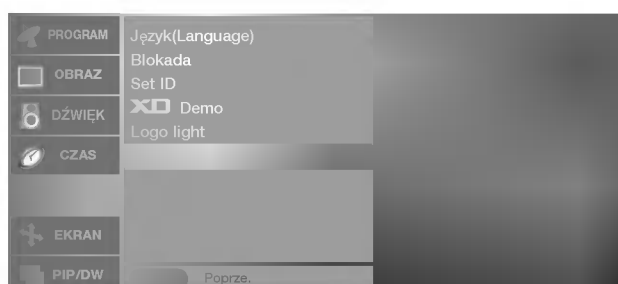 PROGRAM
OBRAZ
DŹWIĘK
CZAS
EKRAN
PIP/DW
Język(Language)
Blokada
Set ID
XD Demo
Logo light
Poprze.